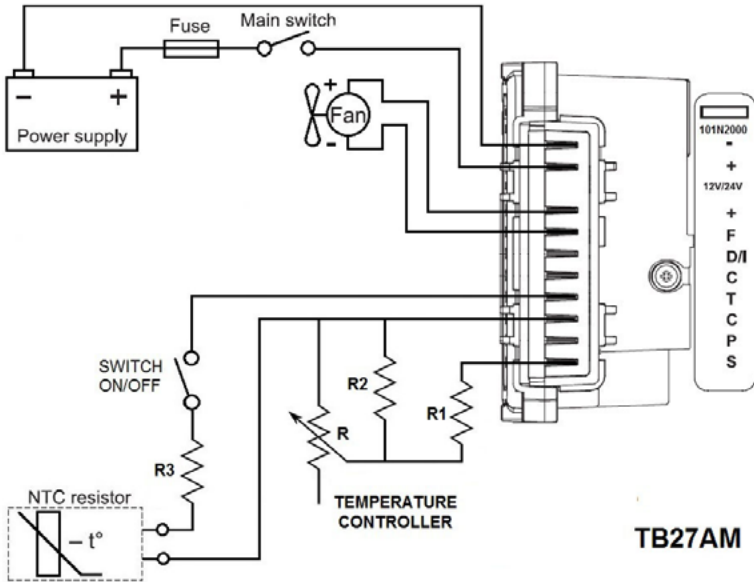 Fuse
Main switch
−
+
Power supply
+
Fan
-
101N2000
-
+
12V/24V
+
F
D/I
C
T
C
P
S
SWITCH
ON/OFF
R2
R1
R
R3
NTC resistor
– t°
TEMPERATURE
CONTROLLER
TB27AM